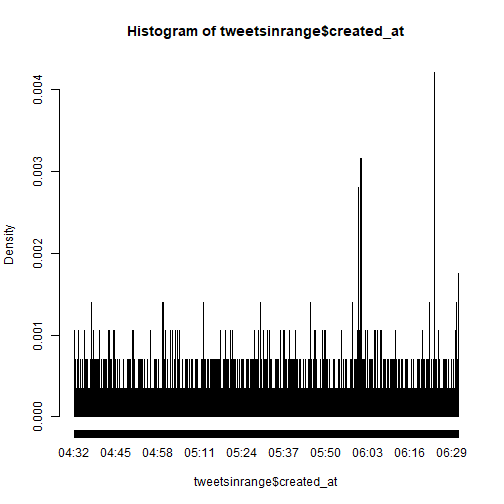 Histogram of tweetsinrange$created_at
Density
0.004
0.003
0.002
0.001
0.000
04:32 04:45 04:58 05:11 05:24 05:37 05:50 06:03 06:16 06:29
tweetsinrange$created_at